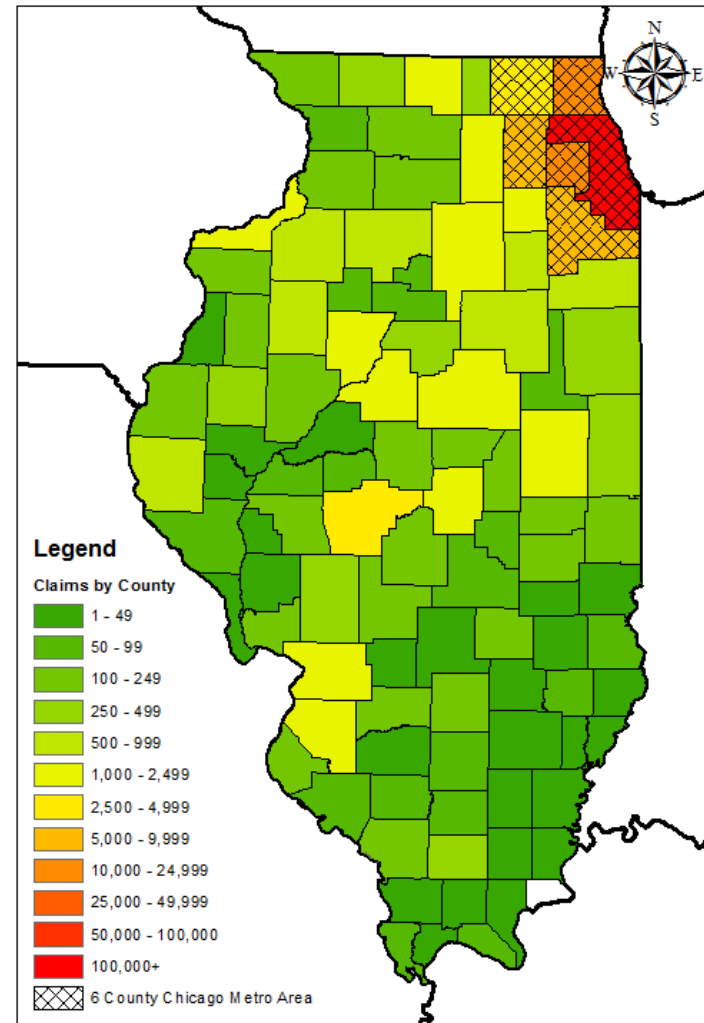 N
W E
S
Legend
Claims by County
1 - 49
50 - 99
100 - 249
250 - 499
500 - 999
1,000 - 2,499
2,500 - 4,999
5,000 - 9,999
10,000 - 24,999
25,000 - 49,999
50,000 - 100,000
100,000+
6 County Chicago Metro Area